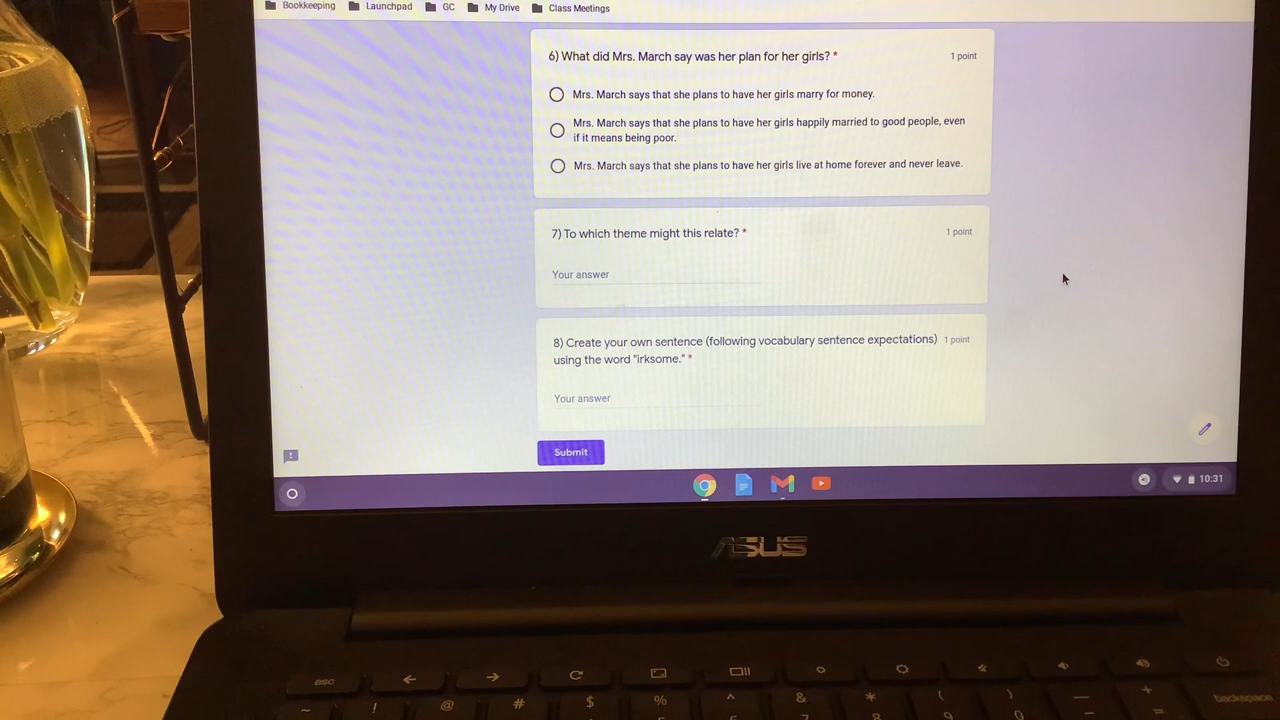 Bookkeeping Launchpad GC My Drive Class Meetings
6) What did Mrs. March say was her plan for her girls? * 1 point
Mrs. March says that she plans to have her girls marry for money.
Mrs. March says that she plans to have her girls happily married to good people, even
if it means being poor.
Mrs. March says that she plans to have her girls live at home forever and never leave.
7) To which theme might this relate? * 1 point
Your answer
8) Create your own sentence (following vocabulary sentence expectations) 1 point
using the word "irksome." *
Your answer
Submit
10:31
ASUS
esc
~ ! @ # $ % ^ & * ( ) — + backspace
7 8 9 0 - =